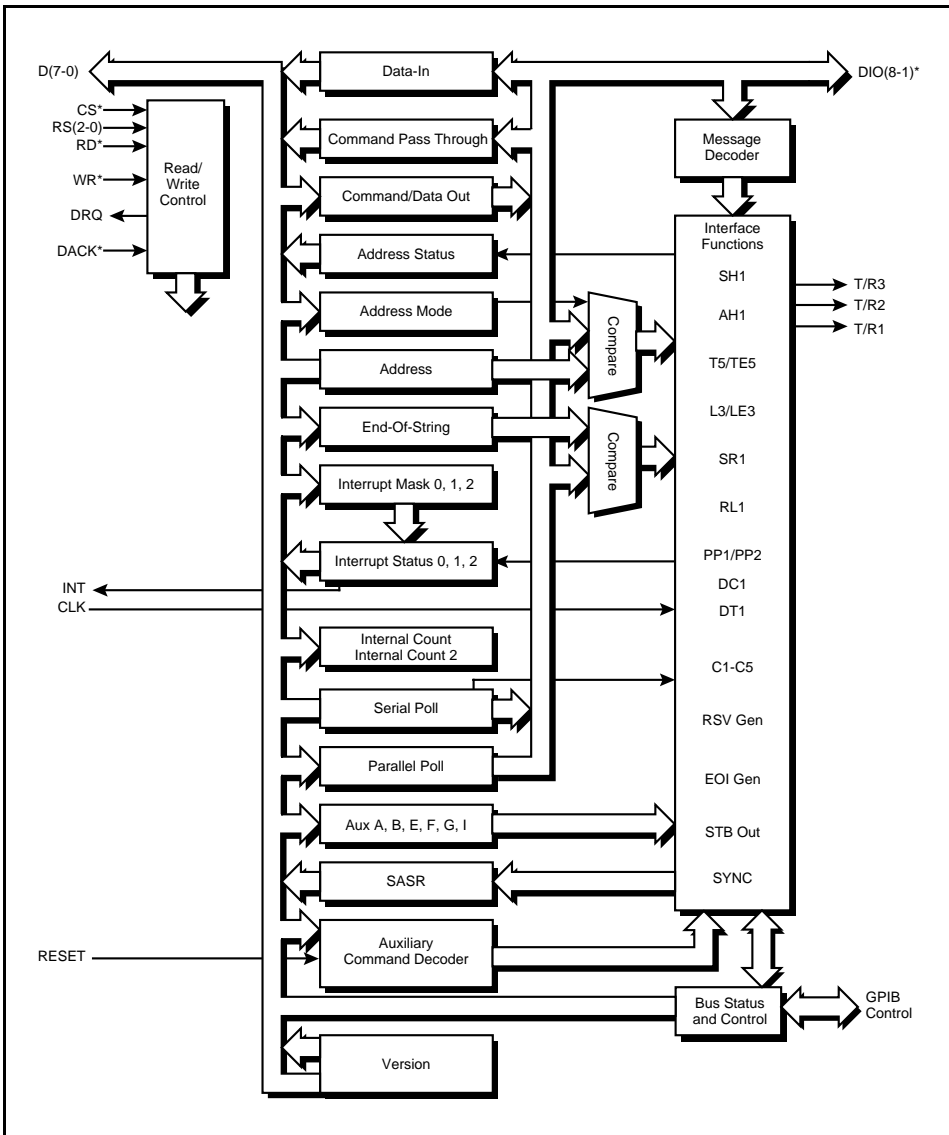 D(7-0)
Data-In
DIO(8-1)*
CS*
RS(2-0)
RD*
WR*
DRQ
DACK*
Read/
Write
Control
Command Pass Through
Message
Decoder
Command/Data Out
Address Status
Interface
Functions
SH1
Address Mode
AH1
T/R3
T/R2
T/R1
Compare
Address
T5/TE5
End-Of-String
L3/LE3
Compare
SR1
Interrupt Mask 0, 1, 2
RL1
Interrupt Status 0, 1, 2
PP1/PP2
INT
CLK
DC1
DT1
Internal Count
Internal Count 2
C1-C5
Serial Poll
RSV Gen
Parallel Poll
EOI Gen
Aux A, B, E, F, G, I
STB Out
SASR
SYNC
RESET
Auxiliary
Command Decoder
Bus Status
and Control
GPIB
Control
Version